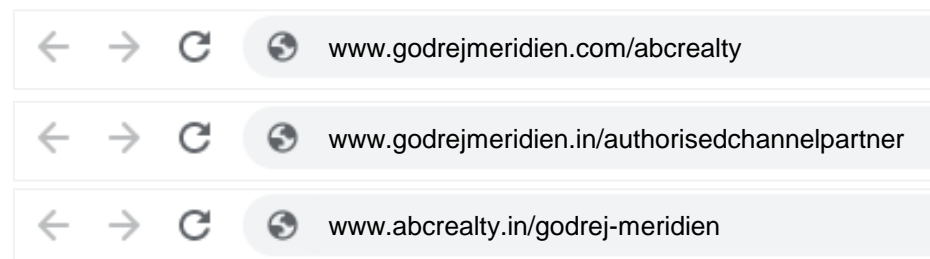 www.godrejmeridien.com/abcrealty
www.godrejmeridien.in/authorisedchannelpartner
www.abcrealty.in/godrej-meridien